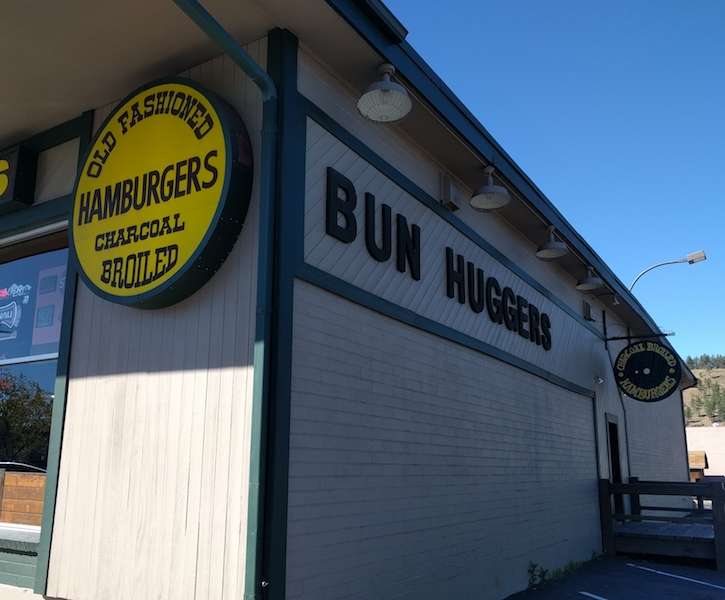 OLD FASHIONED
HAMBURGERS
CHARCOAL
BROILED
BUN HUGGERS
CHARCOAL BROILED
HAMBURGERS